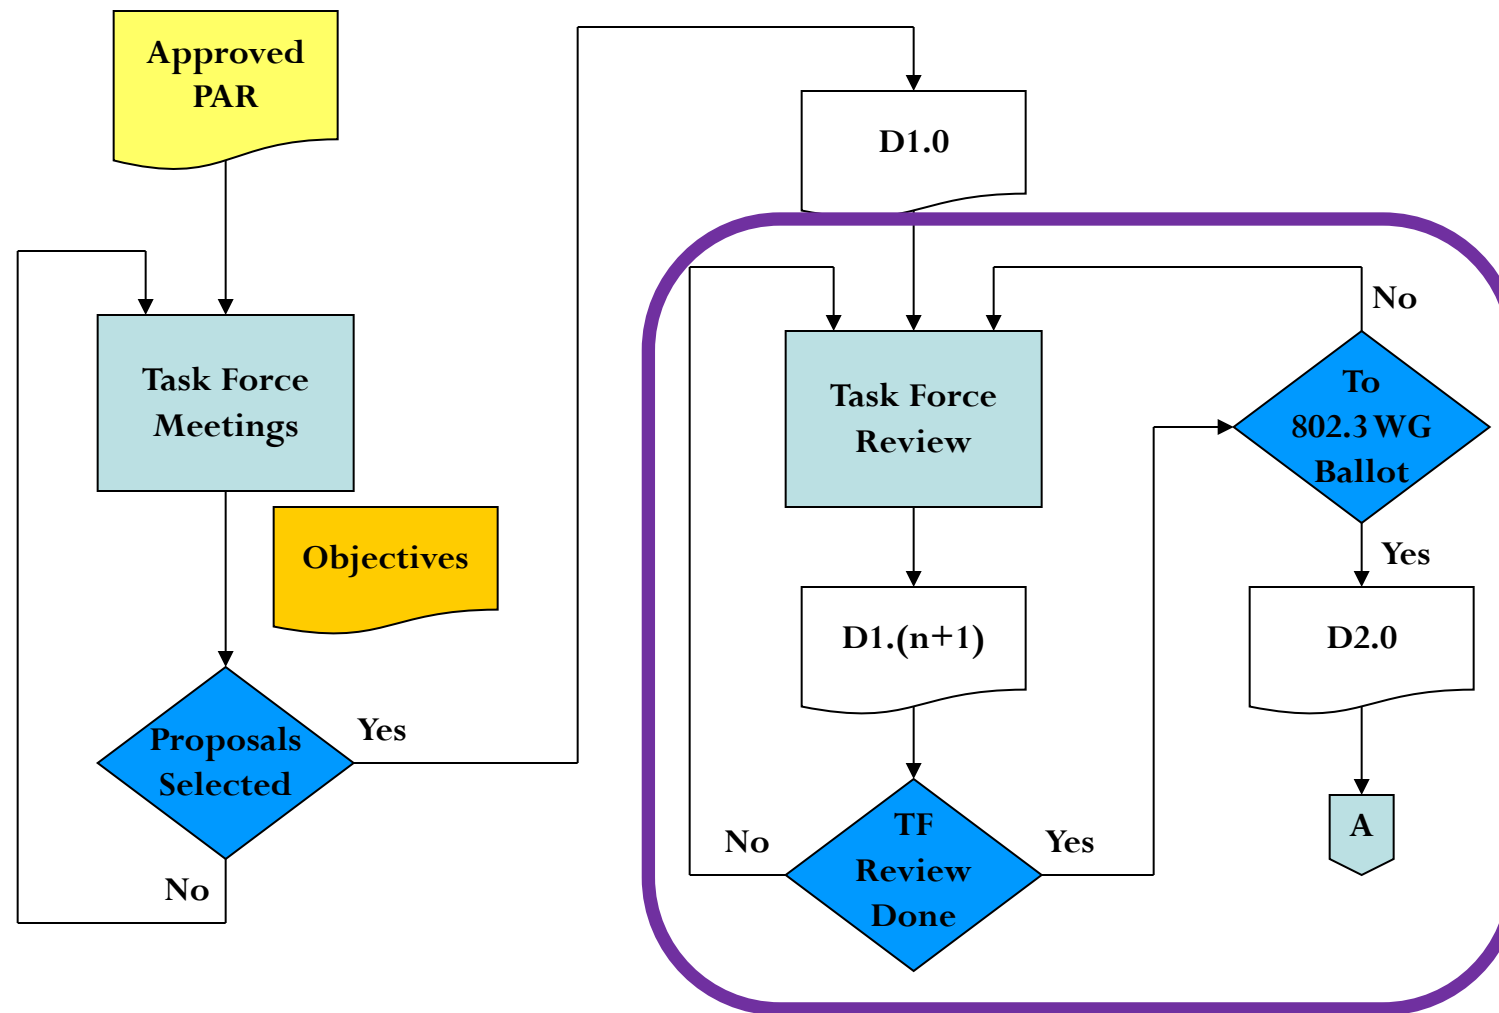 Approved
PAR
Task Force
Meetings
Objectives
Proposals
Selected
Yes
No
D1.0
Task Force
Review
D1.(n+1)
TF
Review
Done
No
Yes
To
802.3 WG
Ballot
No
Yes
D2.0
A